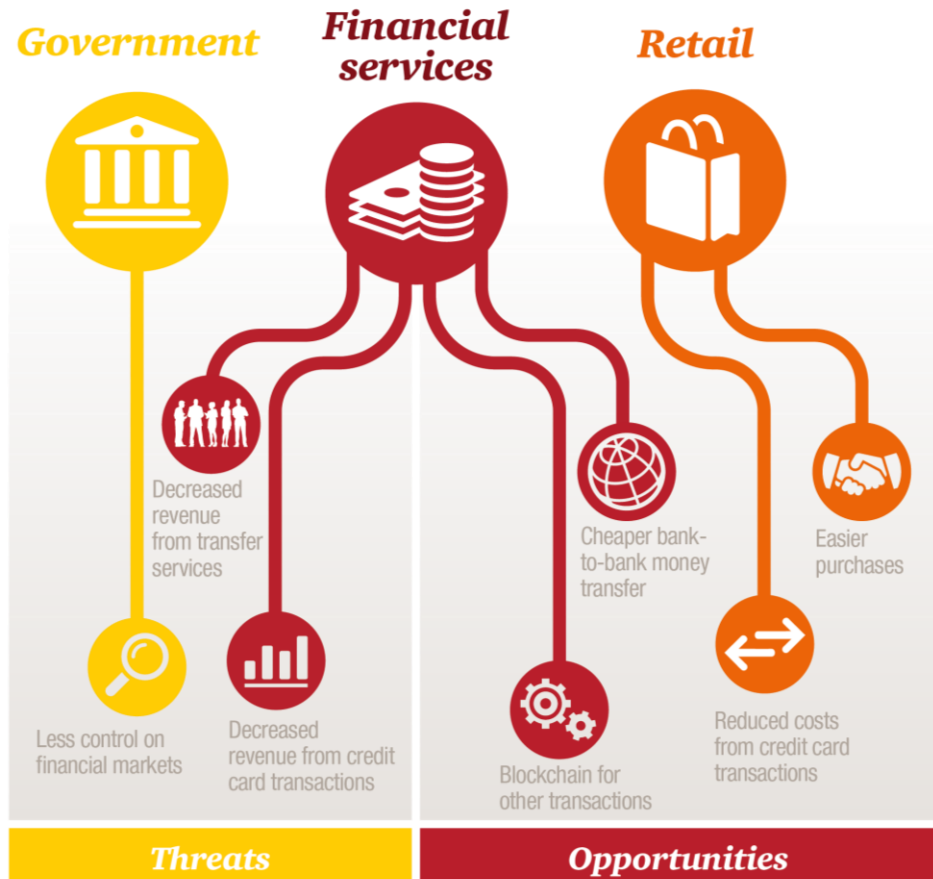 Government
Financial
services
Retail
Decreased
revenue
from transfer
services
Cheaper bank-
to-bank money
transfer
Easier
purchases
Less control on
financial markets
Decreased
revenue from credit
card transactions
Blockchain for
other transactions
Reduced costs
from credit card
transactions
Threats
Opportunities